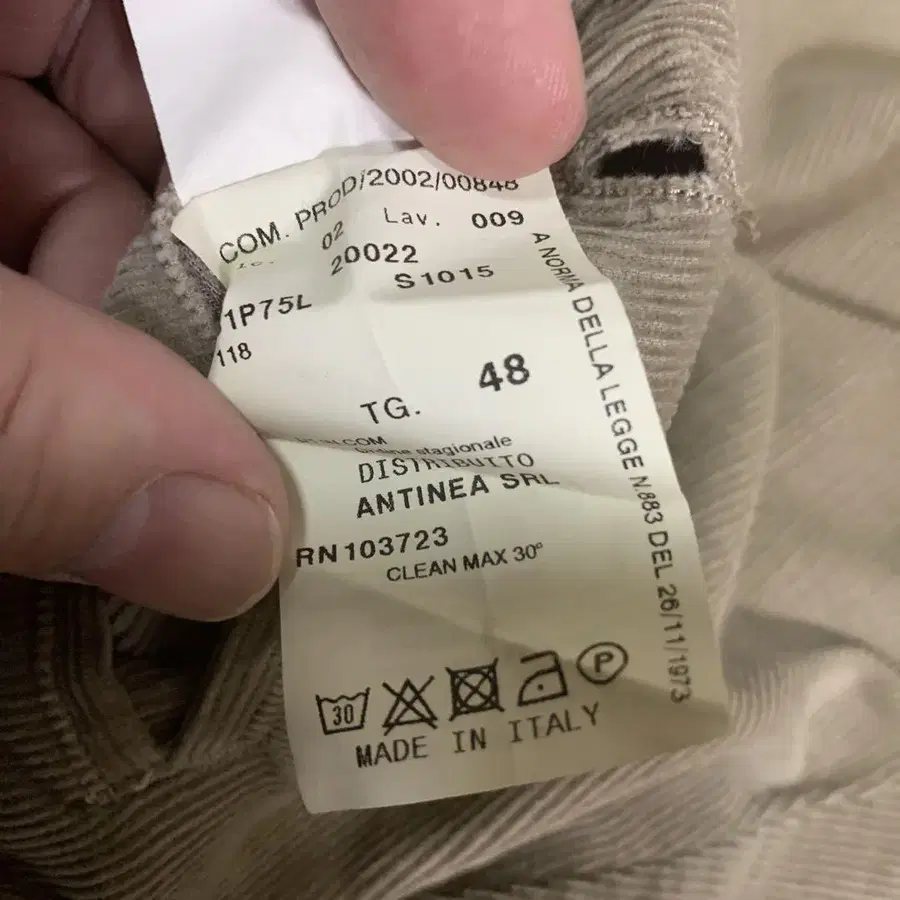 COM. PROD/2002/00848
02 Lav. 009
20022
S1015
1P75L
118
TG. 48
.COM
stagionale
DISTRIBUITO
ANTINEA SRL
RN 103723
CLEAN MAX 30°
30 P
MADE IN ITALY
A NORMA DELLA LEGGE N.883 DEL 26/11/1973